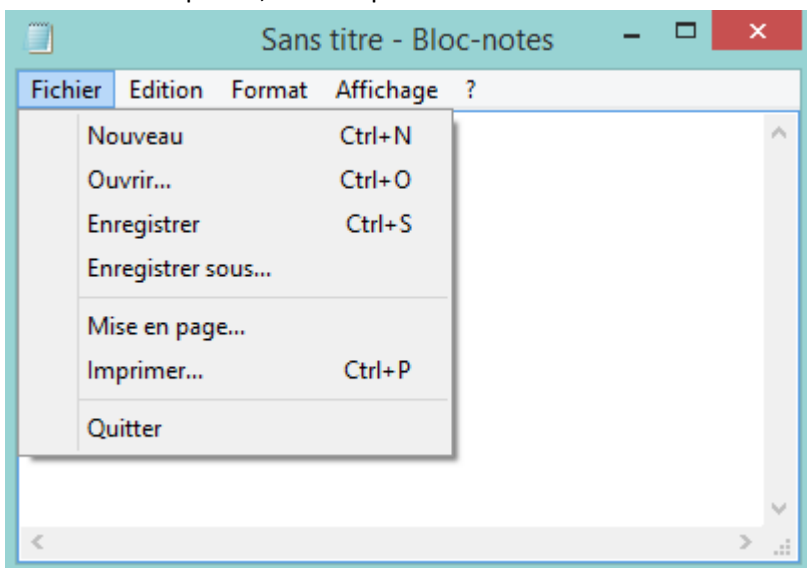 Sans titre - Bloc-notes
Fichier Edition Format Affichage ?
Nouveau Ctrl+N
Ouvrir... Ctrl+O
Enregistrer Ctrl+S
Enregistrer sous...
Mise en page...
Imprimer... Ctrl+P
Quitter